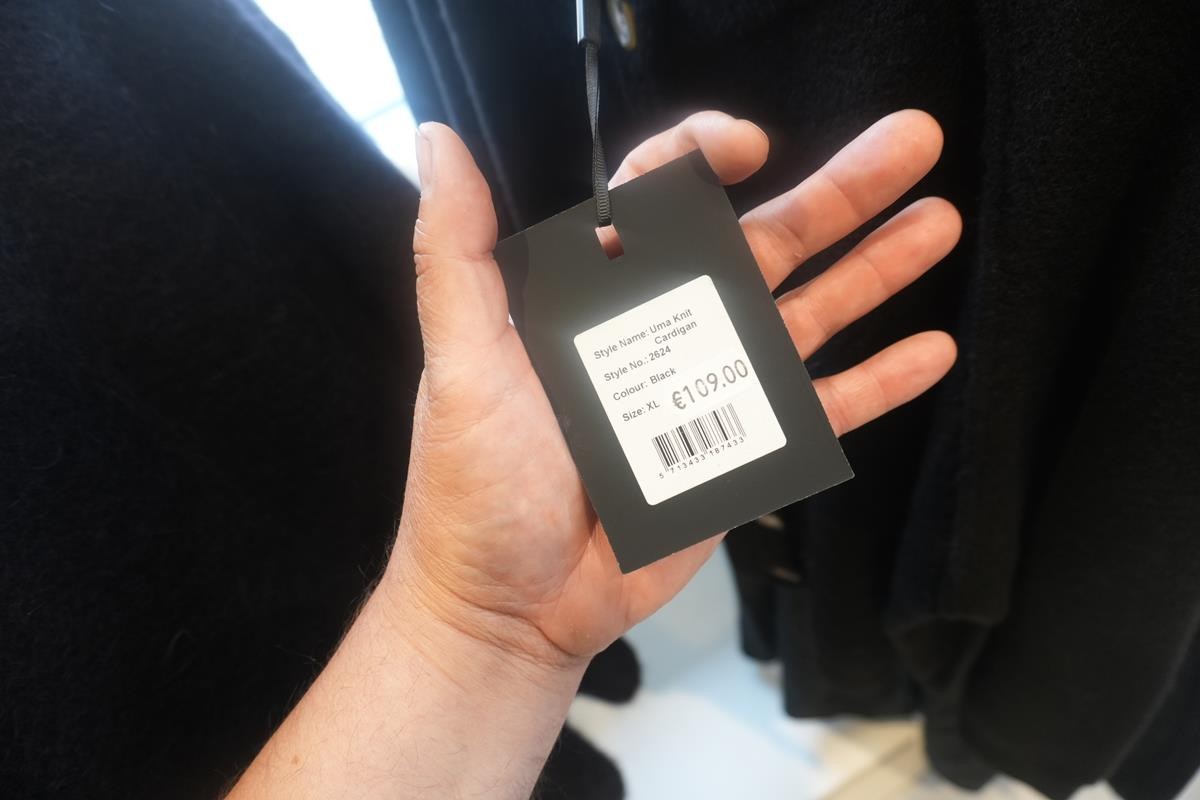 Style Name: Uma Knit
Cardigan
Style No.: 2624
Colour: Black
Size: XL €109.00
5 713433 187433